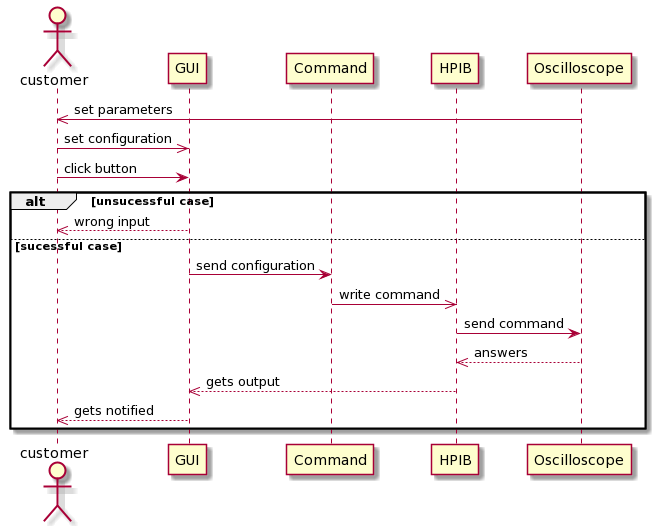 customer
GUI
Command
HPIB
Oscilloscope
set parameters
set configuration
click button
alt [unsucessful case]
wrong input
[sucessful case]
send configuration
write command
send command
answers
gets output
gets notified
customer
GUI
Command
HPIB
Oscilloscope